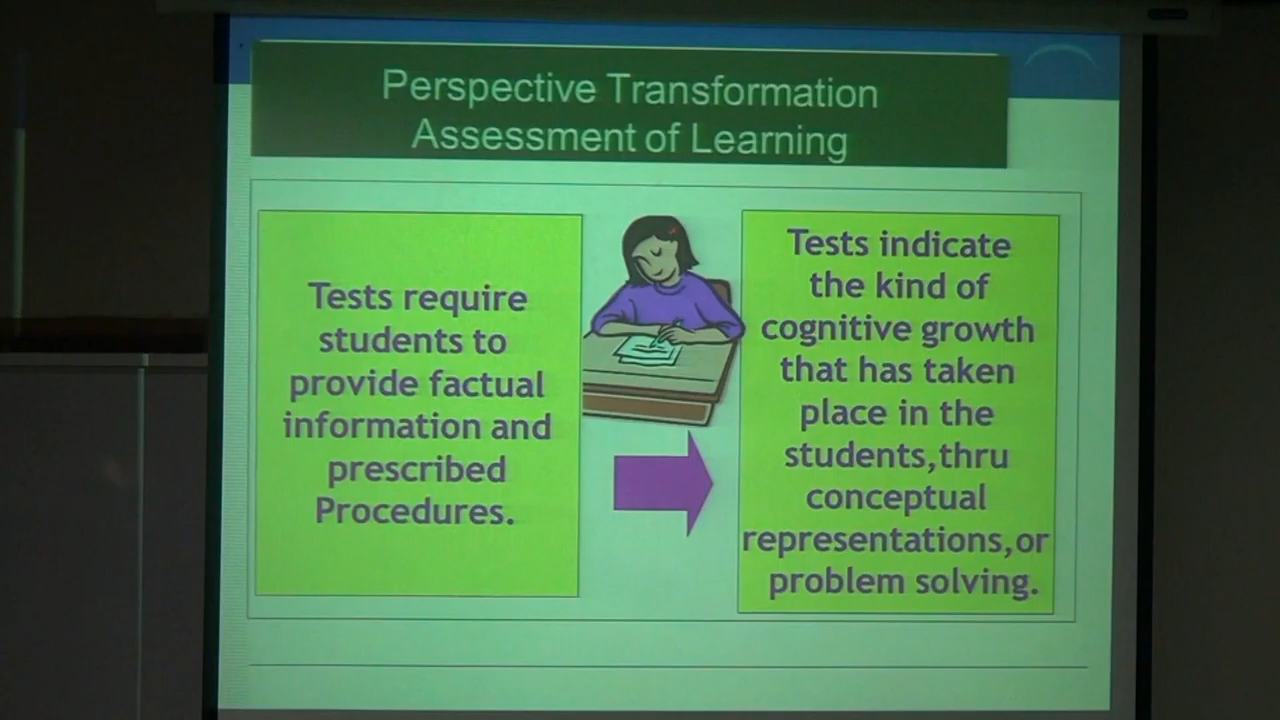 Perspective Transformation
Assessment of Learning
Tests require
students to
provide factual
information and
prescribed
Procedures.
Tests indicate
the kind of
cognitive growth
that has taken
place in the
students,thru
conceptual
representations,or
problem solving.